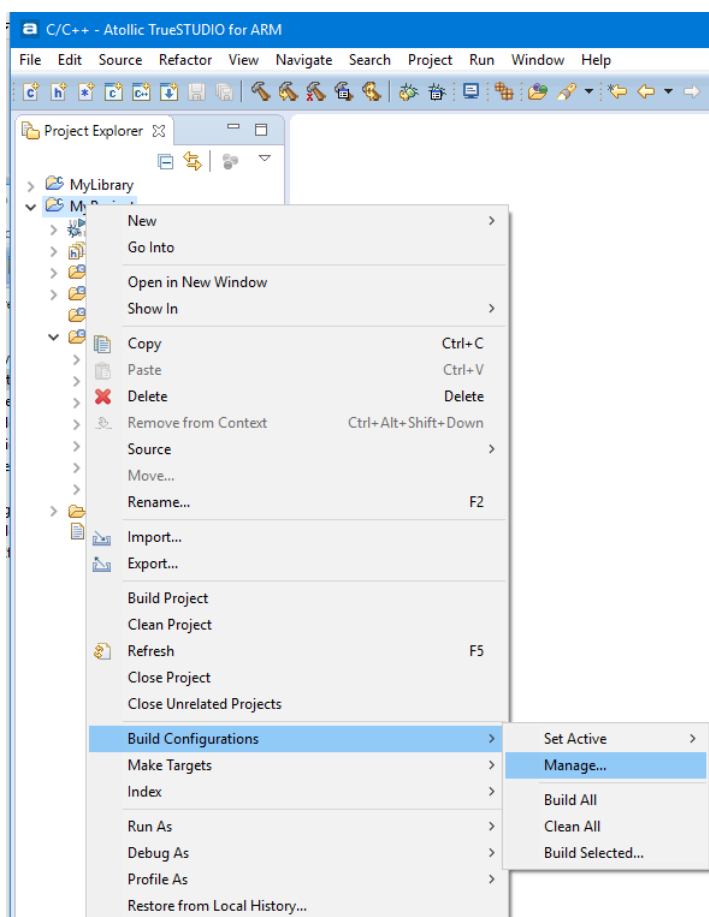 C/C++ - Atollic TrueSTUDIO for ARM
File Edit Source Refactor View Navigate Search Project Run Window Help
Project Explorer
MyLibrary
New
Go Into
Open in New Window
Show In
Copy Ctrl+C
Paste Ctrl+V
Delete Delete
Remove from Context Ctrl+Alt+Shift+Down
Source
Move...
Rename... F2
Import...
Export...
Build Project
Clean Project
Refresh F5
Close Project
Close Unrelated Projects
Build Configurations
Set Active
Make Targets
Manage...
Index
Build All
Run As
Clean All
Debug As
Build Selected...
Profile As
Restore from Local History...